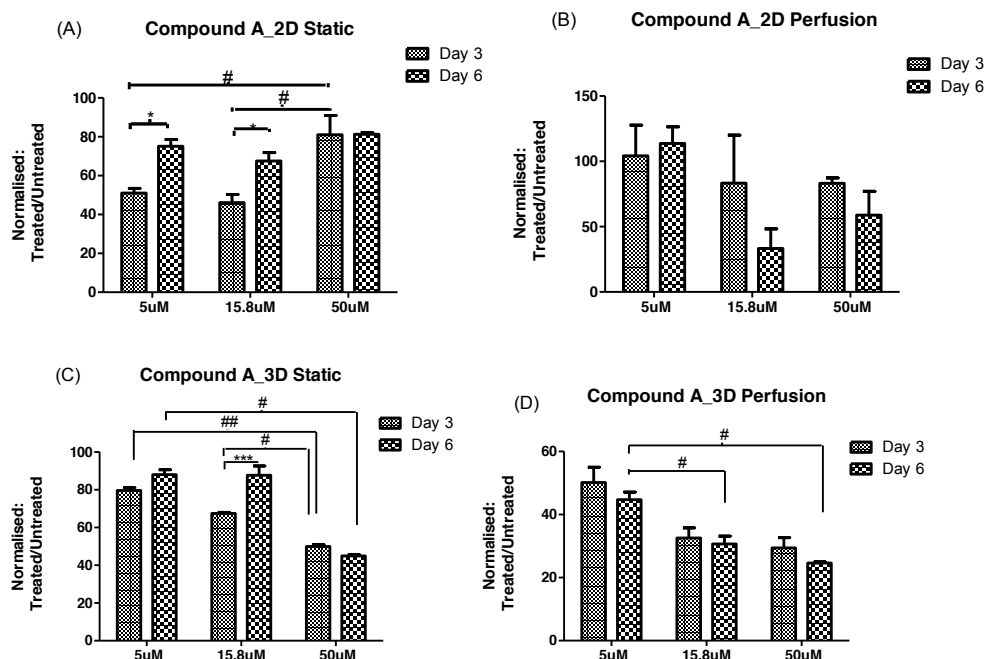 (A)
Compound A_2D Static
Day 3
Day 6
#
#
*
*
Normalised:
Treated/Untreated
100
80
60
40
20
0
5uM
15.8uM
50uM
(B)
Compound A_2D Perfusion
Day 3
Day 6
Normalised:
Treated/Untreated
150
100
50
0
5uM
15.8uM
50uM
(C)
Compound A_3D Static
Day 3
Day 6
#
##
#
***
Normalised:
Treated/Untreated
100
80
60
40
20
0
5uM
15.8uM
50uM
(D)
Compound A_3D Perfusion
Day 3
Day 6
#
#
Normalised:
Treated/Untreated
60
40
20
0
5uM
15.8uM
50uM